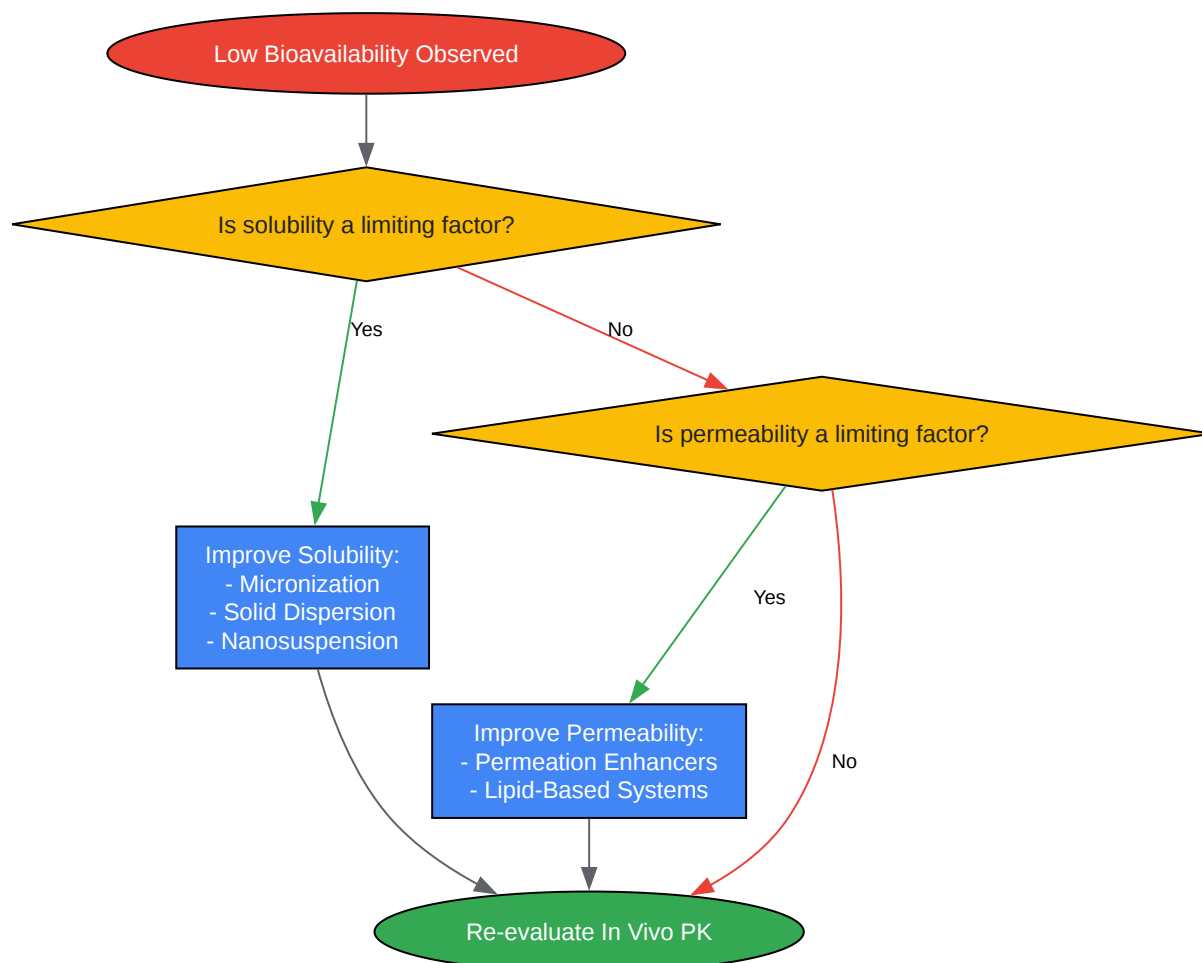 Low Bioavailability Observed
Is solubility a limiting factor?
Yes
No
Is permeability a limiting factor?
Improve Solubility:
- Micronization
- Solid Dispersion
- Nanosuspension
Yes
Improve Permeability:
- Permeation Enhancers
- Lipid-Based Systems
No
Re-evaluate In Vivo PK